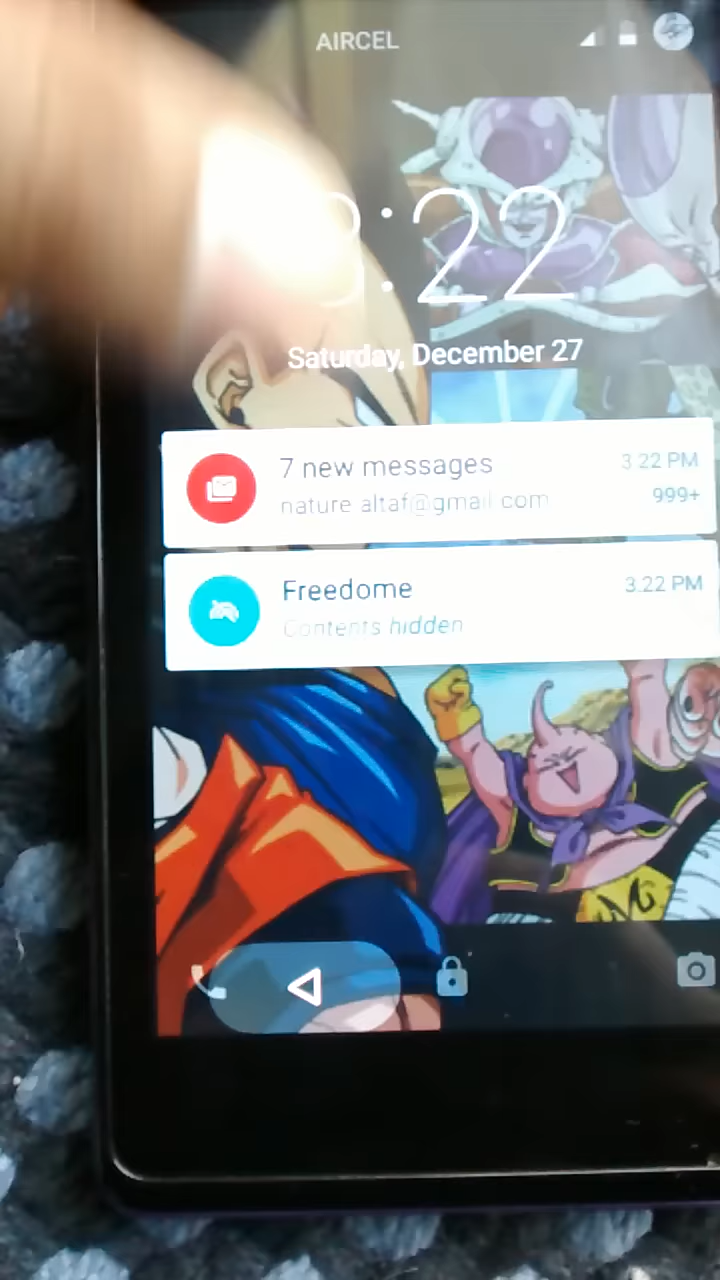 AIRCEL
3:22
Saturday, December 27
7 new messages
3:22 PM
nature.altaf@gmail.com
999+
Freedome
3:22 PM
Contents hidden